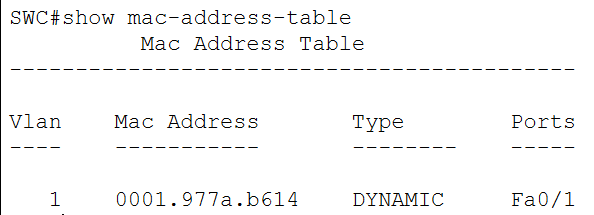 SWC#show mac-address-table
Mac Address Table
-------------------------------------------
Vlan    Mac Address       Type        Ports
----    -----------       --------    -----
1    0001.977a.b614    DYNAMIC     Fa0/1